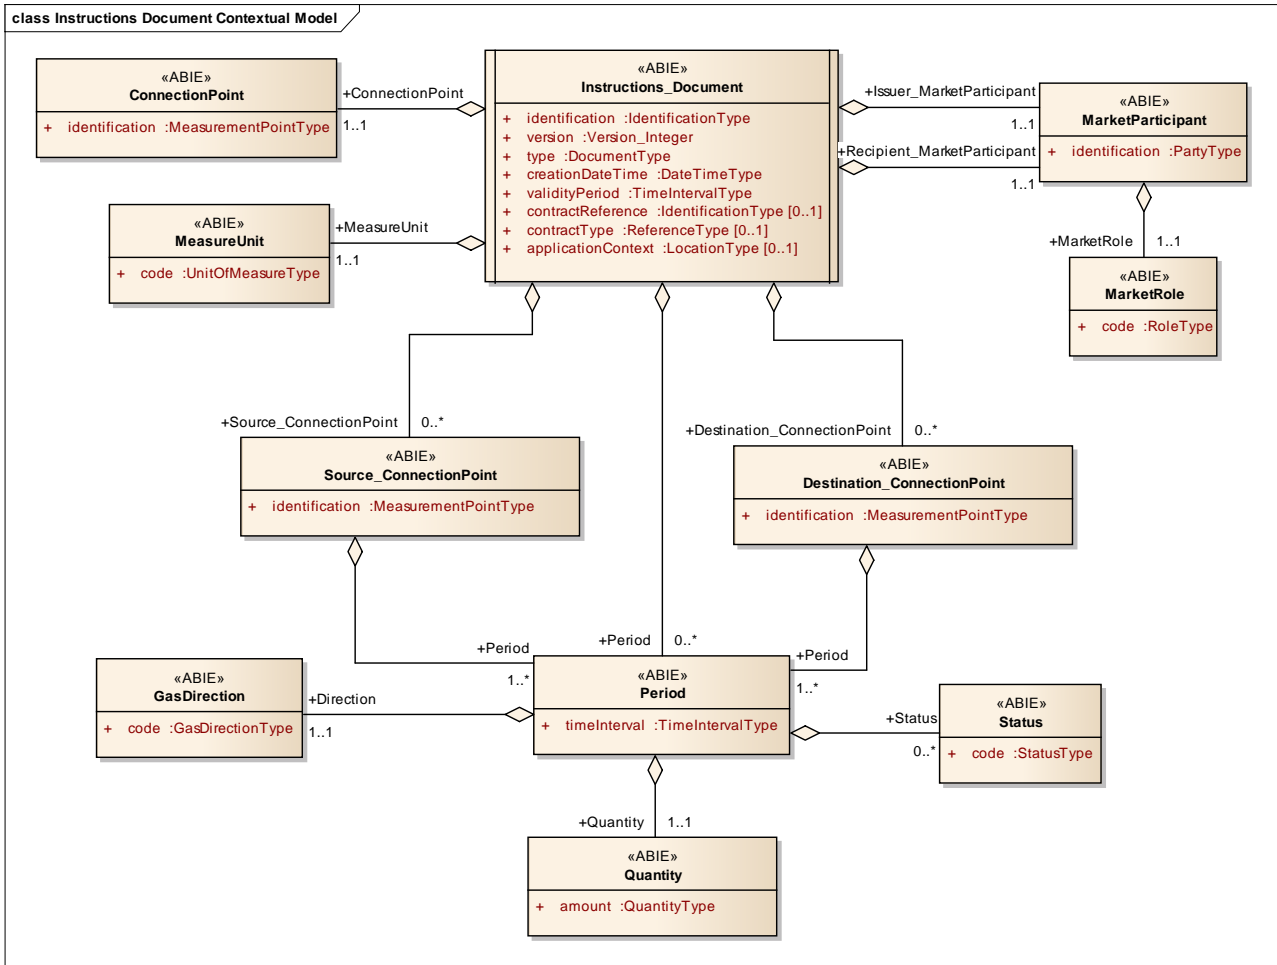 class Instructions Document Contextual Model
«ABIE»
ConnectionPoint
+ identification :MeasurementPointType
+ConnectionPoint
1..1
«ABIE»
Instructions_Document
+ identification :IdentificationType
+ version :Version_Integer
+ type :DocumentType
+ creationDateTime :DateTimeType
+ validityPeriod :TimeIntervalType
+ contractReference :IdentificationType [0..1]
+ contractType :ReferenceType [0..1]
+ applicationContext :LocationType [0..1]
+Issuer_MarketParticipant
1..1
+Recipient_MarketParticipant
1..1
«ABIE»
MarketParticipant
+ identification :PartyType
«ABIE»
MeasureUnit
+ code :UnitOfMeasureType
+MeasureUnit
1..1
+MarketRole 1..1
«ABIE»
MarketRole
+ code :RoleType
+Source_ConnectionPoint 0..*
«ABIE»
Source_ConnectionPoint
+ identification :MeasurementPointType
+Destination_ConnectionPoint 0..*
«ABIE»
Destination_ConnectionPoint
+ identification :MeasurementPointType
+Period
1..*
+Period 0..*
+Period
1..*
«ABIE»
GasDirection
+ code :GasDirectionType
+Direction
1..1
«ABIE»
Period
+ timeInterval :TimeIntervalType
+Status
0..*
«ABIE»
Status
+ code :StatusType
+Quantity 1..1
«ABIE»
Quantity
+ amount :QuantityType